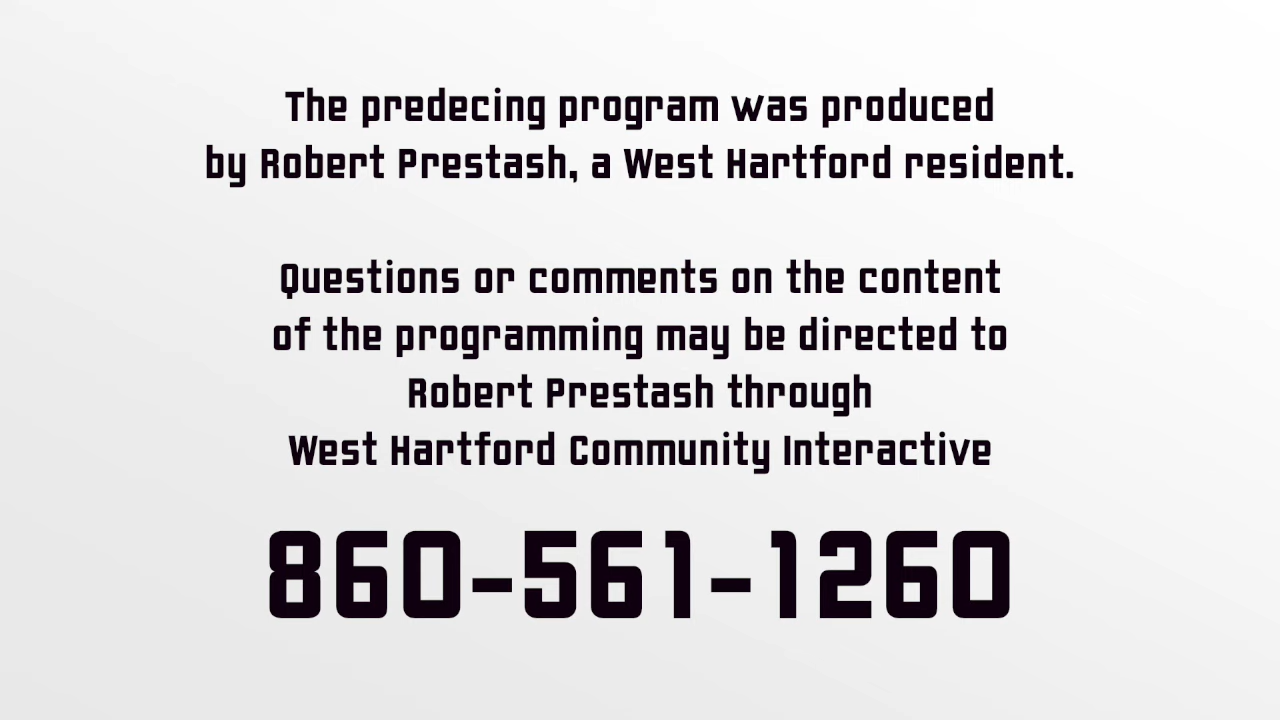 The predecing program was produced
by Robert Prestash, a West Hartford resident.
Questions or comments on the content
of the programming may be directed to
Robert Prestash through
West Hartford Community Interactive
860-561-1260